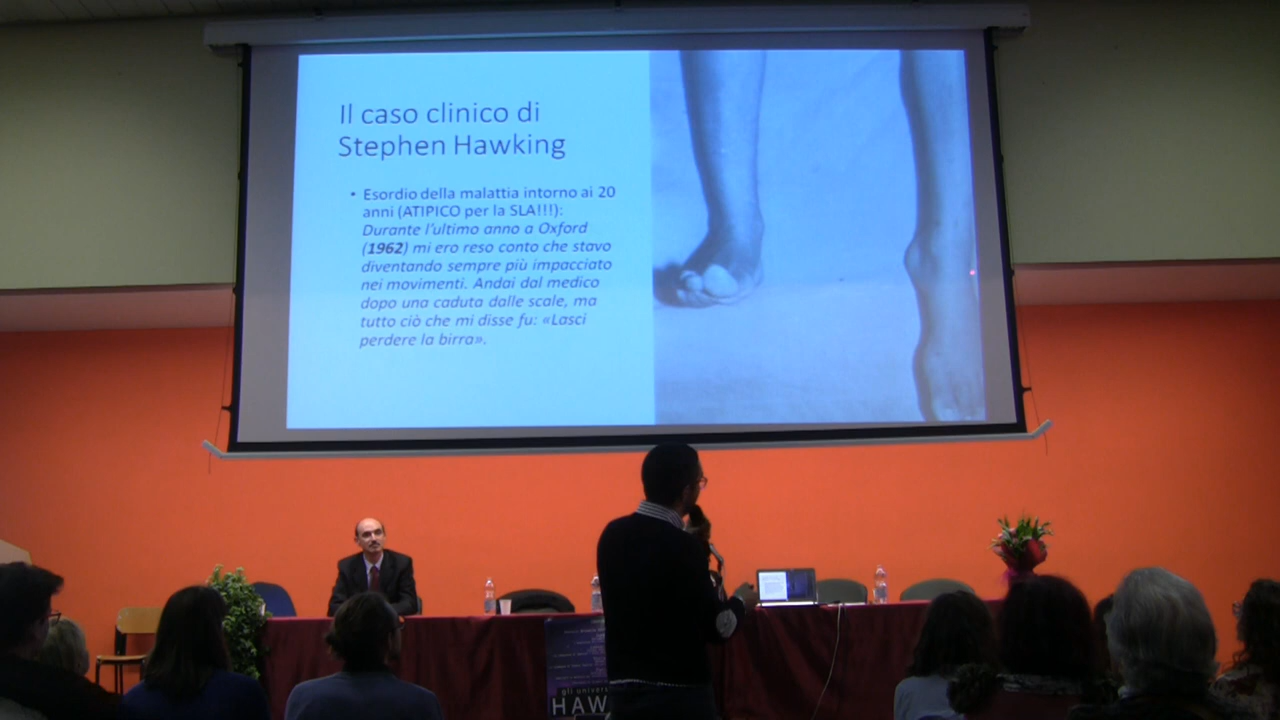 Il caso clinico di
Stephen Hawking
• Esordio della malattia intorno ai 20
anni (ATIPICO per la SLA!!!):
Durante l'ultimo anno a Oxford
(1962) mi ero reso conto che stavo
diventando sempre più impacciato
nei movimenti. Andai dal medico
dopo una caduta dalle scale, ma
tutto ciò che mi disse fu: «Lasci
perdere la birra».
gli univers
HAW